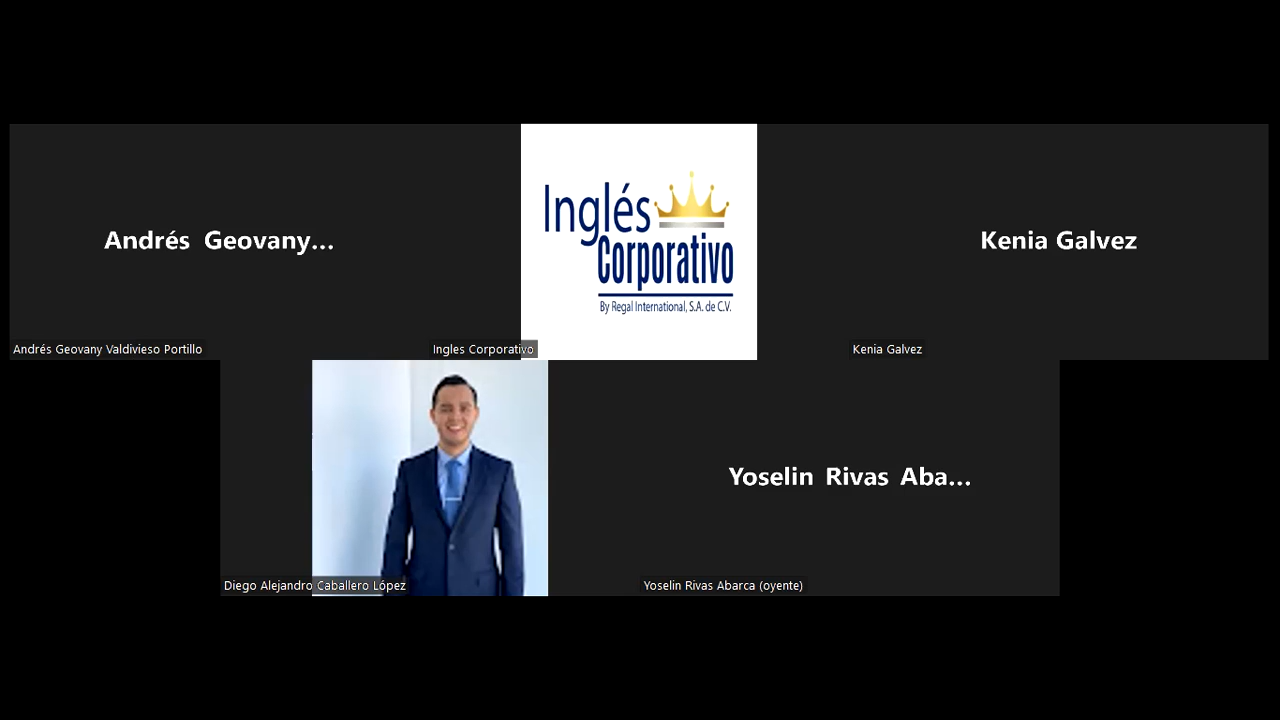 Andrés Geovany...
Inglés
Corporativo
By Regal International, S.A. de C.V.
Kenia Galvez
Andrés Geovany Valdivieso Portillo
Ingles Corporativo
Kenia Galvez
Yoselin Rivas Aba...
Diego Alejandro Caballero López
Yoselin Rivas Abarca (oyente)